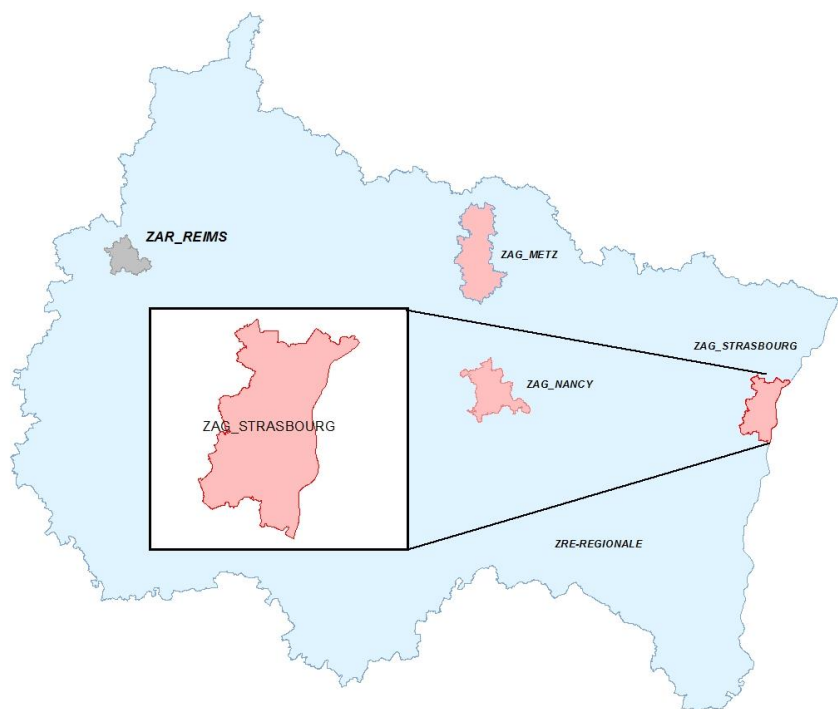 ZAR_REIMS
ZAG_METZ
ZAG_STRASBOURG
ZAG_NANCY
ZAG_STRASBOURG
ZRE-REGIONALE